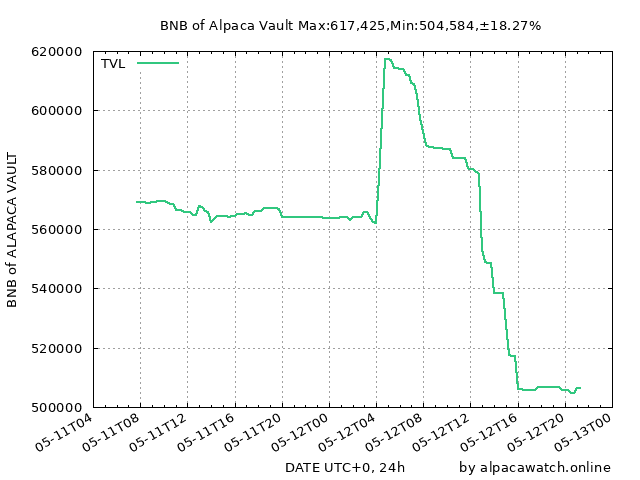 BNB of Alpaca Vault Max:617,425,Min:504,584,±18.27%
TVL
BNB of ALAPACA VAULT
620000
600000
580000
560000
540000
520000
500000
05-11T04
05-11T08
05-11T12
05-11T16
05-11T20
05-12T00
05-12T04
05-12T08
05-12T12
05-12T16
05-12T20
05-13T00
DATE UTC+0, 24h
by alpacawatch.online